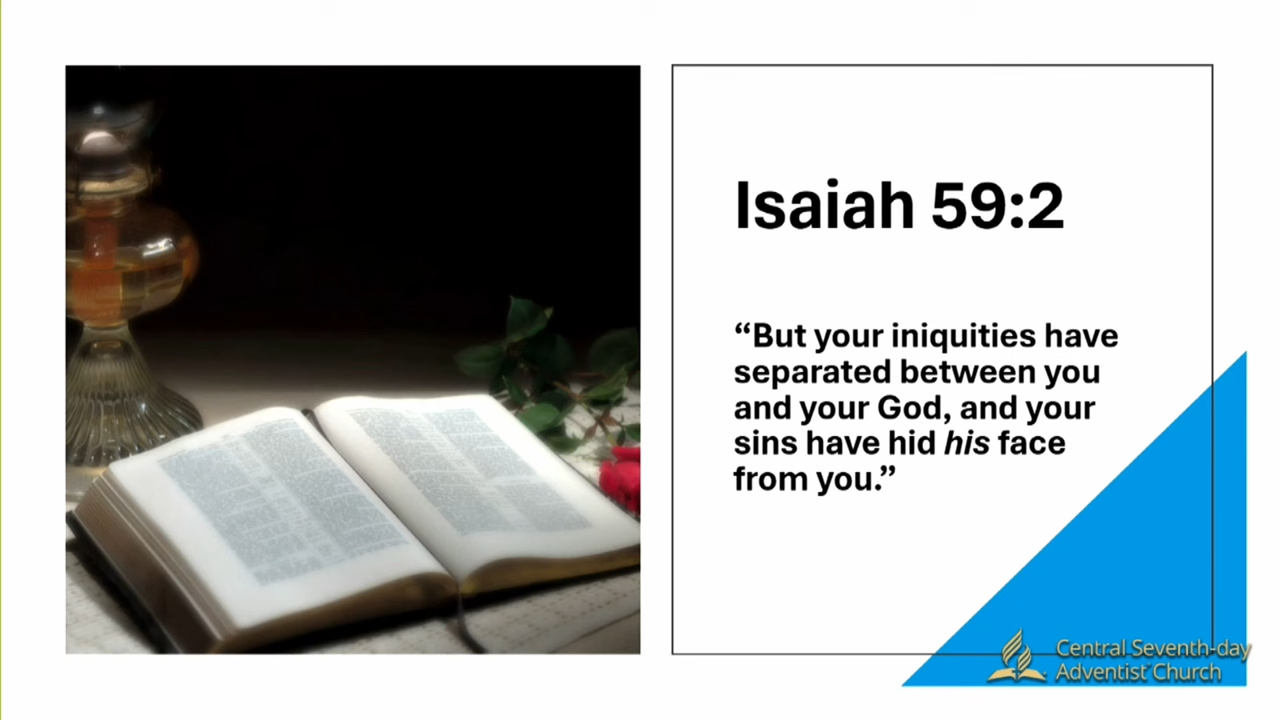 Isaiah 59:2
“But your iniquities have
separated between you
and your God, and your
sins have hid his face
from you.”
Central Seventh-day
Adventist Church